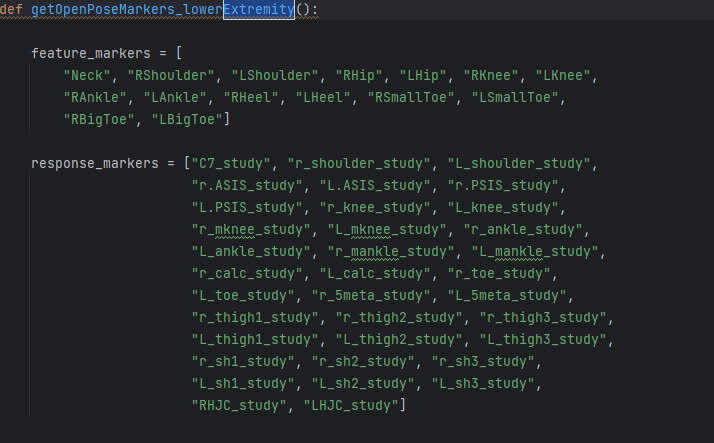 def getOpenPoseMarkers_lowerExtremity():
feature_markers = [
"Neck", "RShoulder", "LShoulder", "RHip", "LHip", "RKnee", "LKnee",
"RAnkle", "LAnkle", "RHeel", "LHeel", "RSmallToe", "LSmallToe",
"RBigToe", "LBigToe"]
response_markers = ["C7_study", "r_shoulder_study", "L_shoulder_study",
"r.ASIS_study", "L.ASIS_study", "r.PSIS_study",
"L.PSIS_study", "r_knee_study", "L_knee_study",
"r_mknee_study", "L_mknee_study", "r_ankle_study",
"L_ankle_study", "r_mankle_study", "L_mankle_study",
"r_calc_study", "L_calc_study", "r_toe_study",
"L_toe_study", "r_5meta_study", "L_5meta_study",
"r_thigh1_study", "r_thigh2_study", "r_thigh3_study",
"L_thigh1_study", "L_thigh2_study", "L_thigh3_study",
"r_sh1_study", "r_sh2_study", "r_sh3_study",
"L_sh1_study", "L_sh2_study", "L_sh3_study",
"RHJC_study", "LHJC_study"]